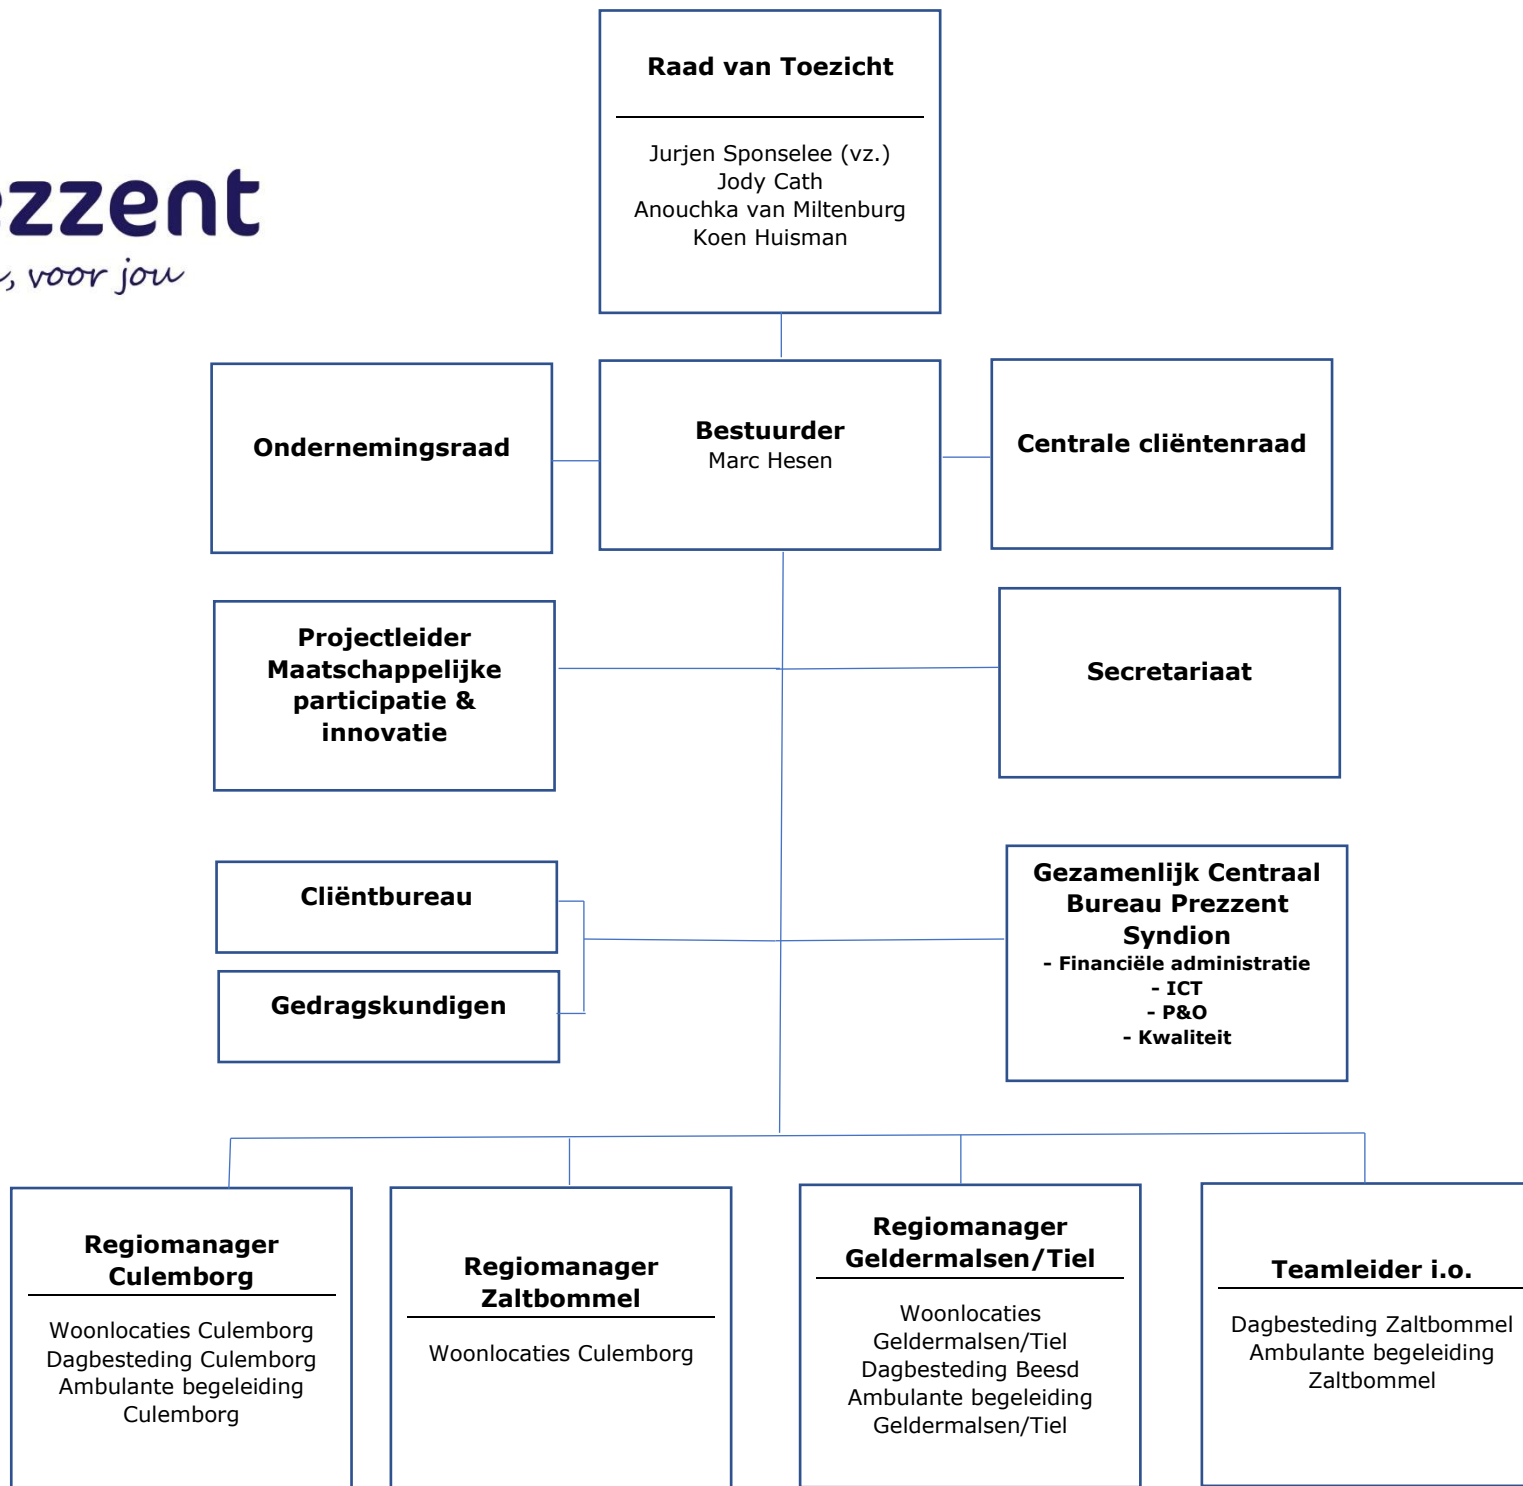 Raad van Toezicht
Jurjen Sponselee (vz.)
Jody Cath
Anouchka van Miltenburg
Koen Huisman
ezzent
, voor jou
Ondernemingsraad
Bestuurder
Marc Hesen
Centrale cliëntenraad
Projectleider
Maatschappelijke
participatie &
innovatie
Secretariaat
Cliëntbureau
Gedragskundigen
Gezamenlijk Centraal
Bureau Prezzent
Syndion
- Financiële administratie
- ICT
- P&O
- Kwaliteit
Regiomanager
Culemborg
Woonlocaties Culemborg
Dagbesteding Culemborg
Ambulante begeleiding
Culemborg
Regiomanager
Zaltbommel
Woonlocaties Culemborg
Regiomanager
Geldermalsen/Tiel
Woonlocaties
Geldermalsen/Tiel
Dagbesteding Beesd
Ambulante begeleiding
Geldermalsen/Tiel
Teamleider i.o.
Dagbesteding Zaltbommel
Ambulante begeleiding
Zaltbommel